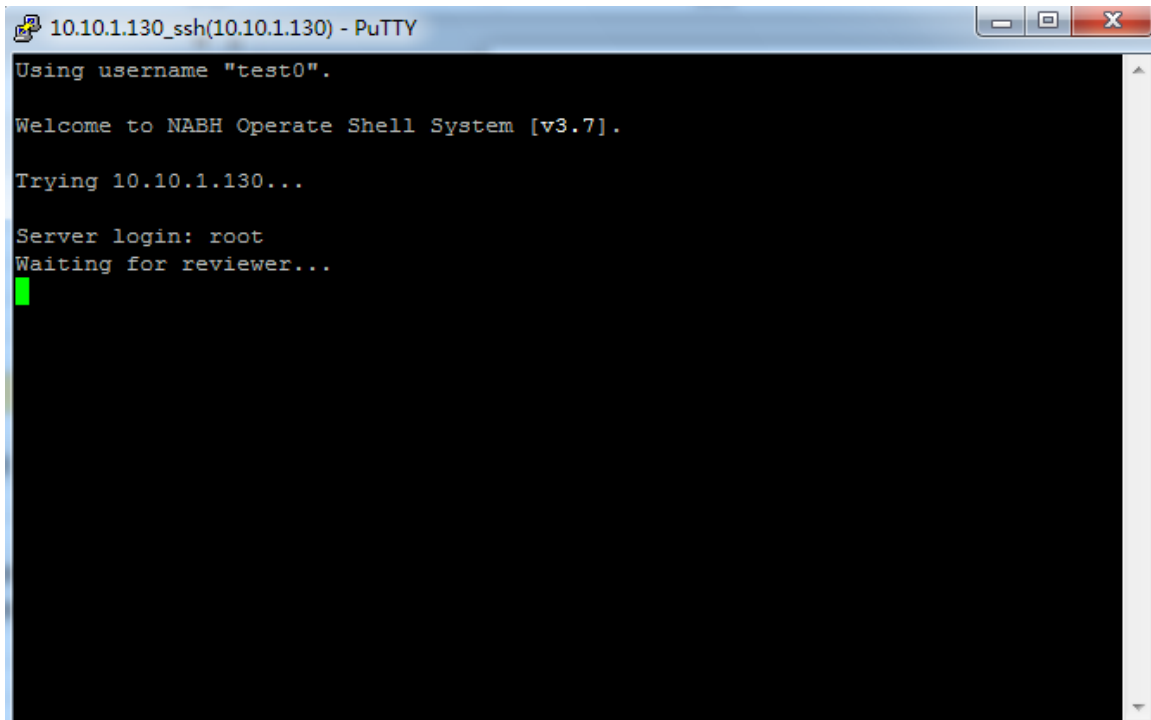 10.10.1.130_ssh(10.10.1.130) - PuTTY
Using username "test0".
Welcome to NABH Operate Shell System [v3.7].
Trying 10.10.1.130...
Server login: root
Waiting for reviewer...